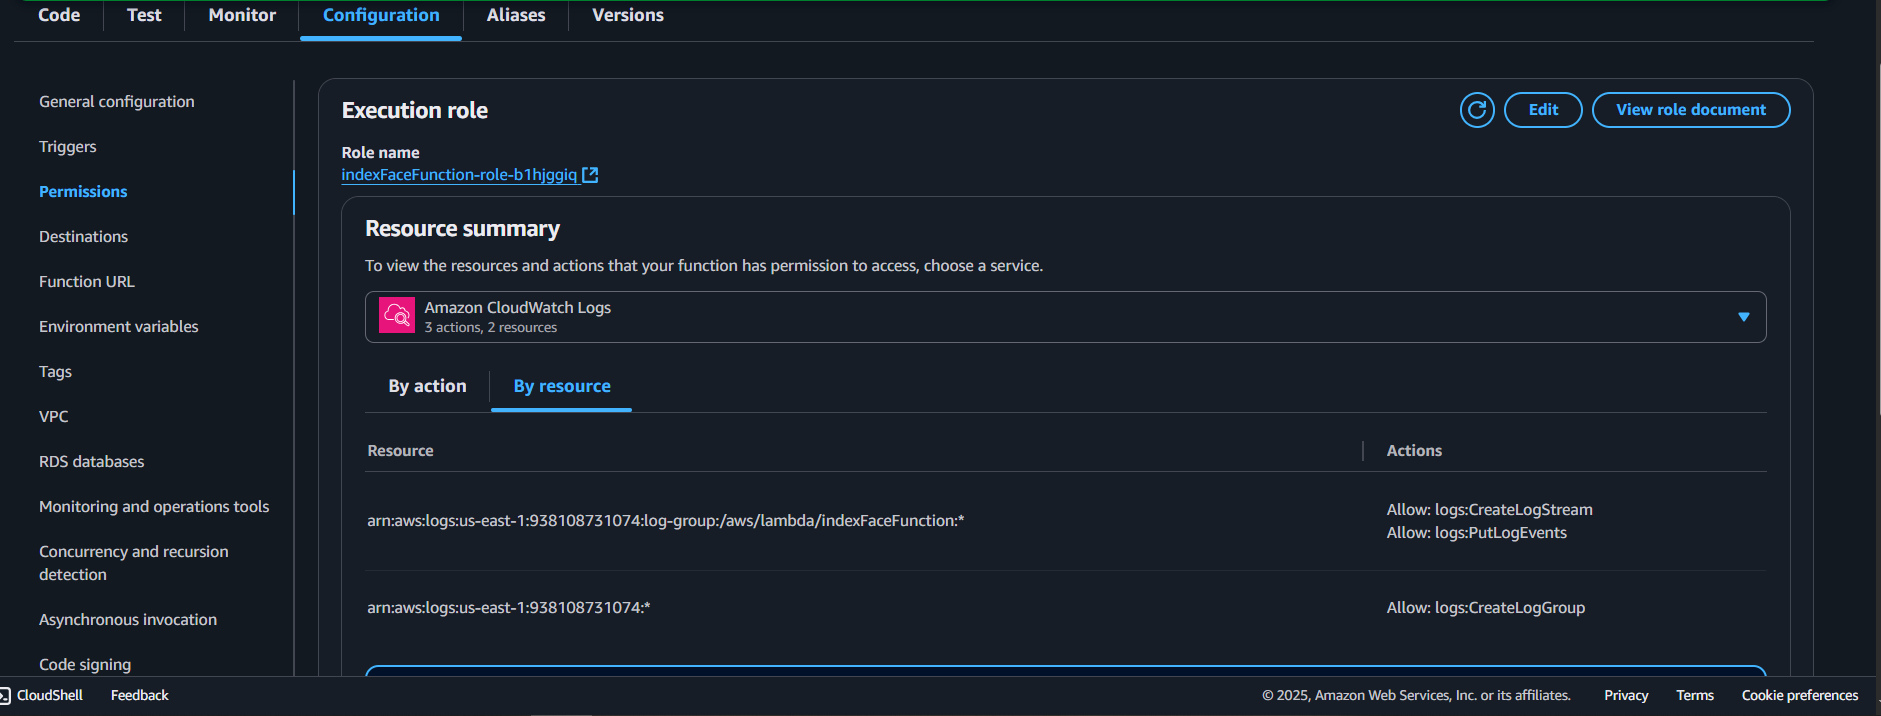 Code
Test
Monitor
Configuration
Aliases
Versions
General configuration
Triggers
Permissions
Destinations
Function URL
Environment variables
Tags
VPC
RDS databases
Monitoring and operations tools
Concurrency and recursion
detection
Asynchronous invocation
Code signing
Execution role
Edit
View role document
Role name
indexFaceFunction-role-b1hjggiq
Resource summary
To view the resources and actions that your function has permission to access, choose a service.
Amazon CloudWatch Logs
3 actions, 2 resources
By action
By resource
Resource
Actions
arn:aws:logs:us-east-1:938108731074:log-group:/aws/lambda/indexFaceFunction:*
Allow: logs:CreateLogStream
Allow: logs:PutLogEvents
arn:aws:logs:us-east-1:938108731074:*
Allow: logs:CreateLogGroup
CloudShell
Feedback
© 2025, Amazon Web Services, Inc. or its affiliates.
Privacy
Terms
Cookie preferences